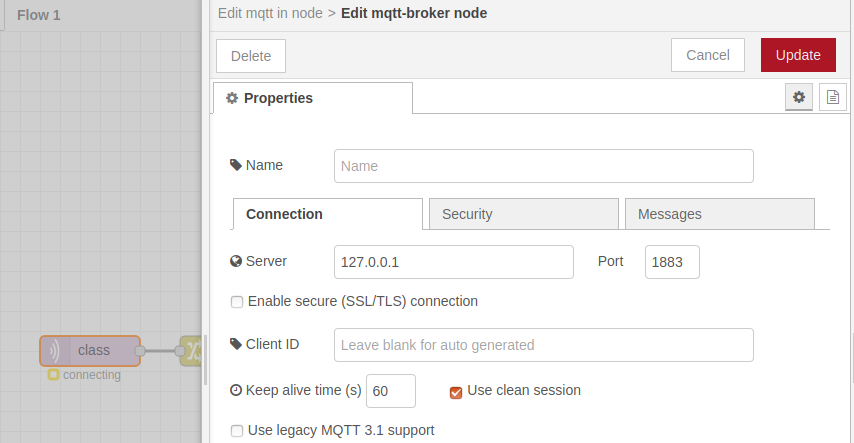 Flow 1
Edit mqtt in node > Edit mqtt-broker node
Delete
Cancel
Update
Properties
Name
Name
Connection
Security
Messages
Server
127.0.0.1
Port
1883
Enable secure (SSL/TLS) connection
class
Client ID
Leave blank for auto generated
connecting
Keep alive time (s)
60
Use clean session
Use legacy MQTT 3.1 support